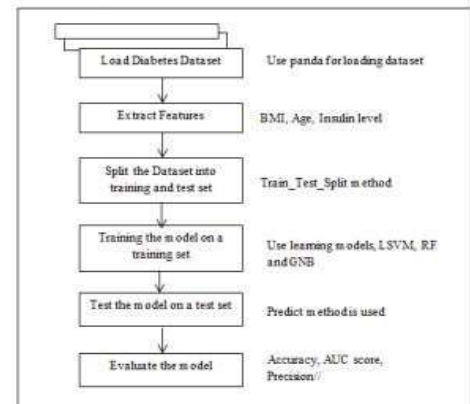 Load Diabetes Dataset
Use panda for loading dataset
Extract Features
BMI, Age, Insulin level
Split the Dataset into
training and test set
Train_Test_Split method
Training the model on a
training set
Use learning models, LSVM, RF
and GNB
Test the model on a test set
Predict method is used
Evaluate the model
Accuracy, AUC score,
Precision//